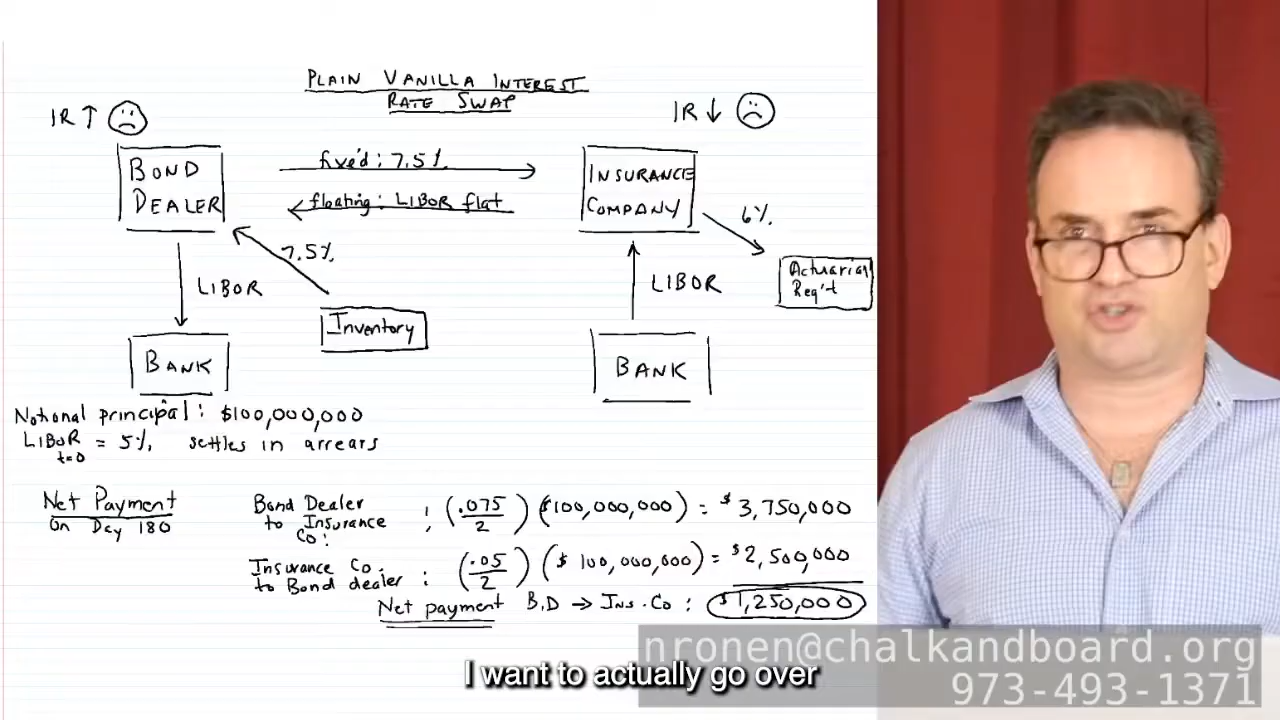 PLAIN VANILLA INTEREST
RATE SWAP
IR ↑
IR ↓
BOND
DEALER
fixed: 7.5%
floating: LIBOR flat
INSURANCE
COMPANY
6%
7.5%
LIBOR
LIBOR
Actuarial
Req't
Inventory
BANK
BANK
Notional principal: $100,000,000
LIBOR = 5% settles in arrears
t=0
Net Payment
On Day 180
Bond Dealer
to Insurance
Co:
: (.075/2) ($100,000,000) = $3,750,000
Insurance Co.
to Bond dealer : (.05/2) ($ 100,000,000) = $2,500,000
Net payment B.D → Ins. Co: $1,250,000
nronen@chalkandboard.org
973-493-1371
I want to actually go over